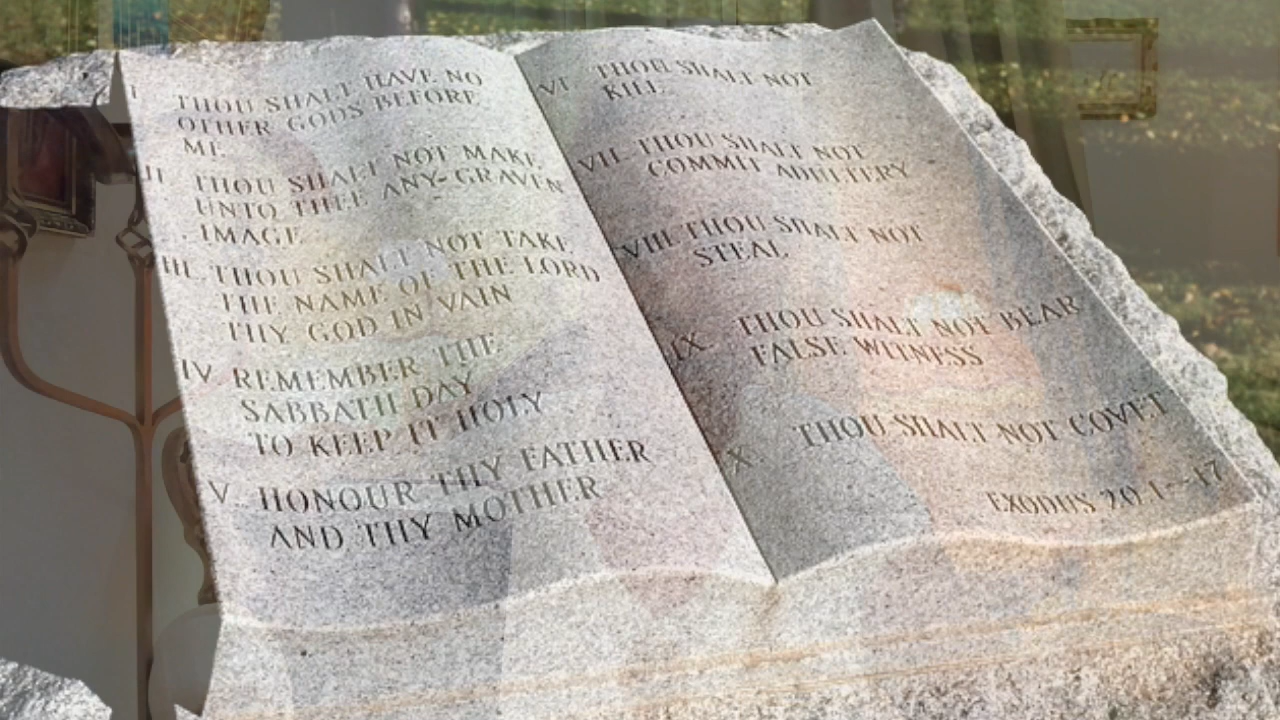 I THOU SHALT HAVE NO
OTHER GODS BEFORE
ME
II THOU SHALT NOT MAKE
UNTO THEE ANY GRAVEN
IMAGE
III THOU SHALT NOT TAKE
THE NAME OF THE LORD
THY GOD IN VAIN
IV REMEMBER THE
SABBATH DAY
TO KEEP IT HOLY
V HONOUR THY FATHER
AND THY MOTHER
VI THOU SHALT NOT
KILL
VII THOU SHALT NOT
COMMIT ADULTERY
VIII THOU SHALT NOT
STEAL
IX THOU SHALT NOT BEAR
FALSE WITNESS
X THOU SHALT NOT COVET
EXODUS 20 1--17